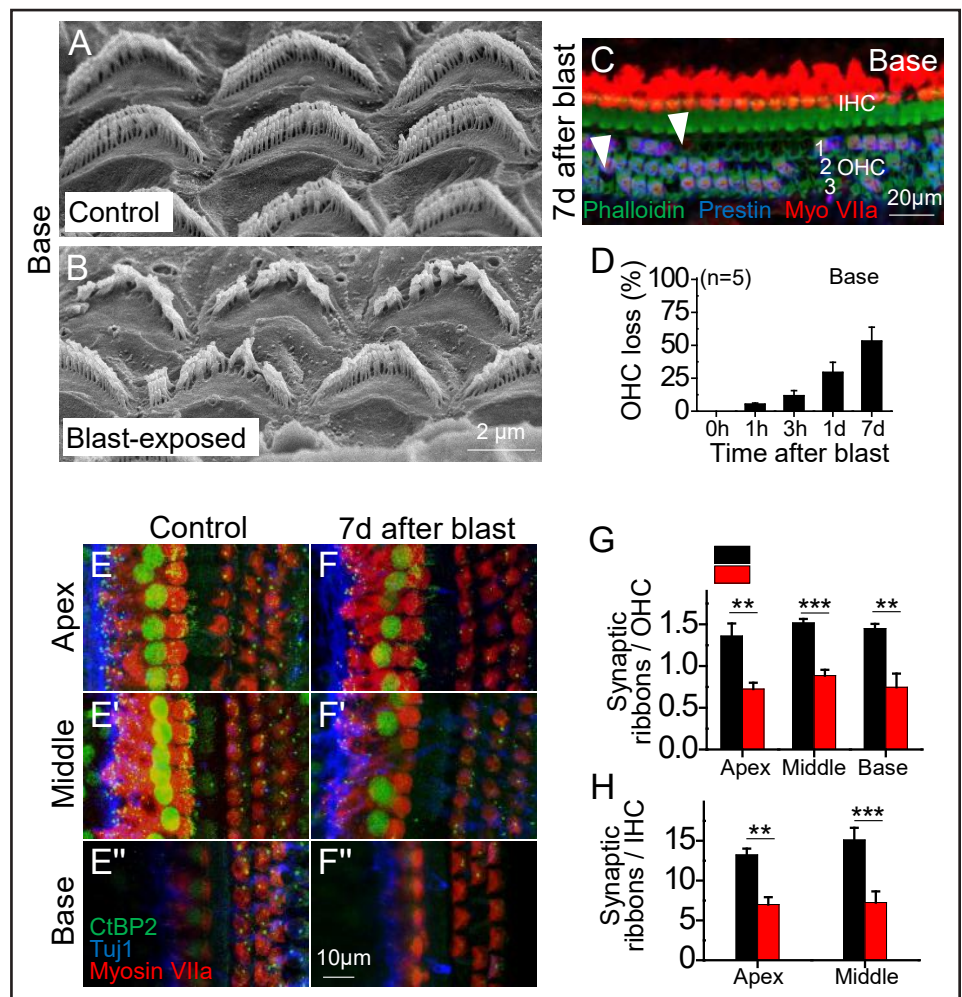 A
Control
Base
B
Blast-exposed
2 µm
7d after blast
C
Base
IHC
1
2 OHC
3
Phalloidin Prestin Myo VIIa
20µm
D
OHC loss (%)
100
75
50
25
0
(n=5)
Base
0h 1h 3h 1d 7d
Time after blast
Control
7d after blast
E
F
Apex
E'
F'
Middle
E''
F''
Base
CtBP2
Tuj1
Myosin VIIa
10µm
G
Synaptic
ribbons / OHC
1.5
1.0
0.5
0.0
** *** **
Apex Middle Base
H
Synaptic
ribbons / IHC
15
10
5
0
** ***
Apex Middle